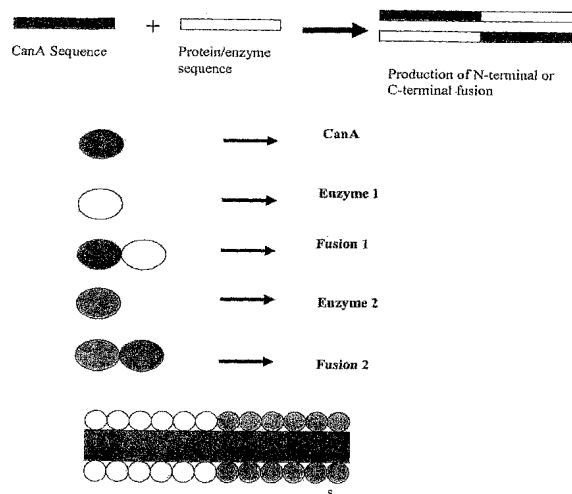 +
CanA Sequence
Protein/enzyme
sequence
Production of N-terminal or
C-terminal fusion
CanA
Enzyme 1
Fusion 1
Enzyme 2
Fusion 2
s